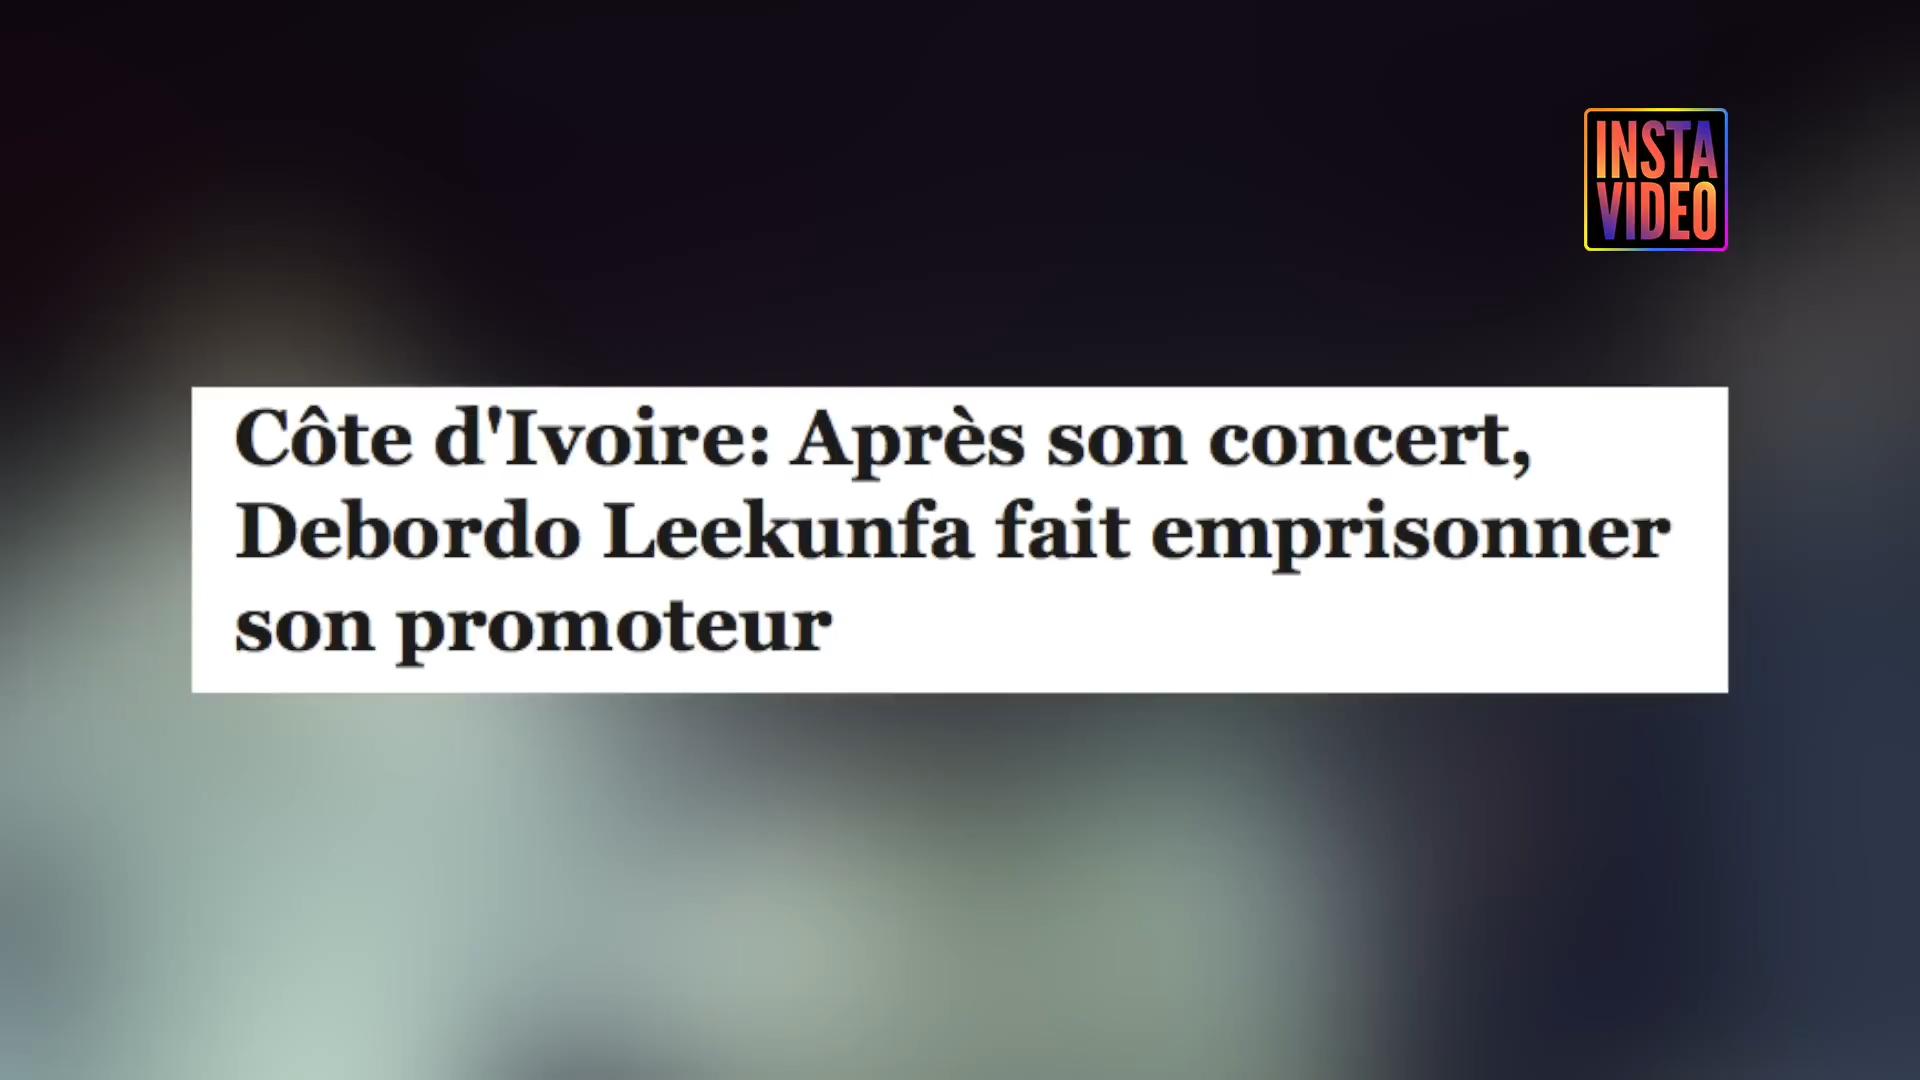 INSTA
VIDEO
Côte d'Ivoire: Après son concert,
Debordo Leekunfa fait emprisonner
son promoteur